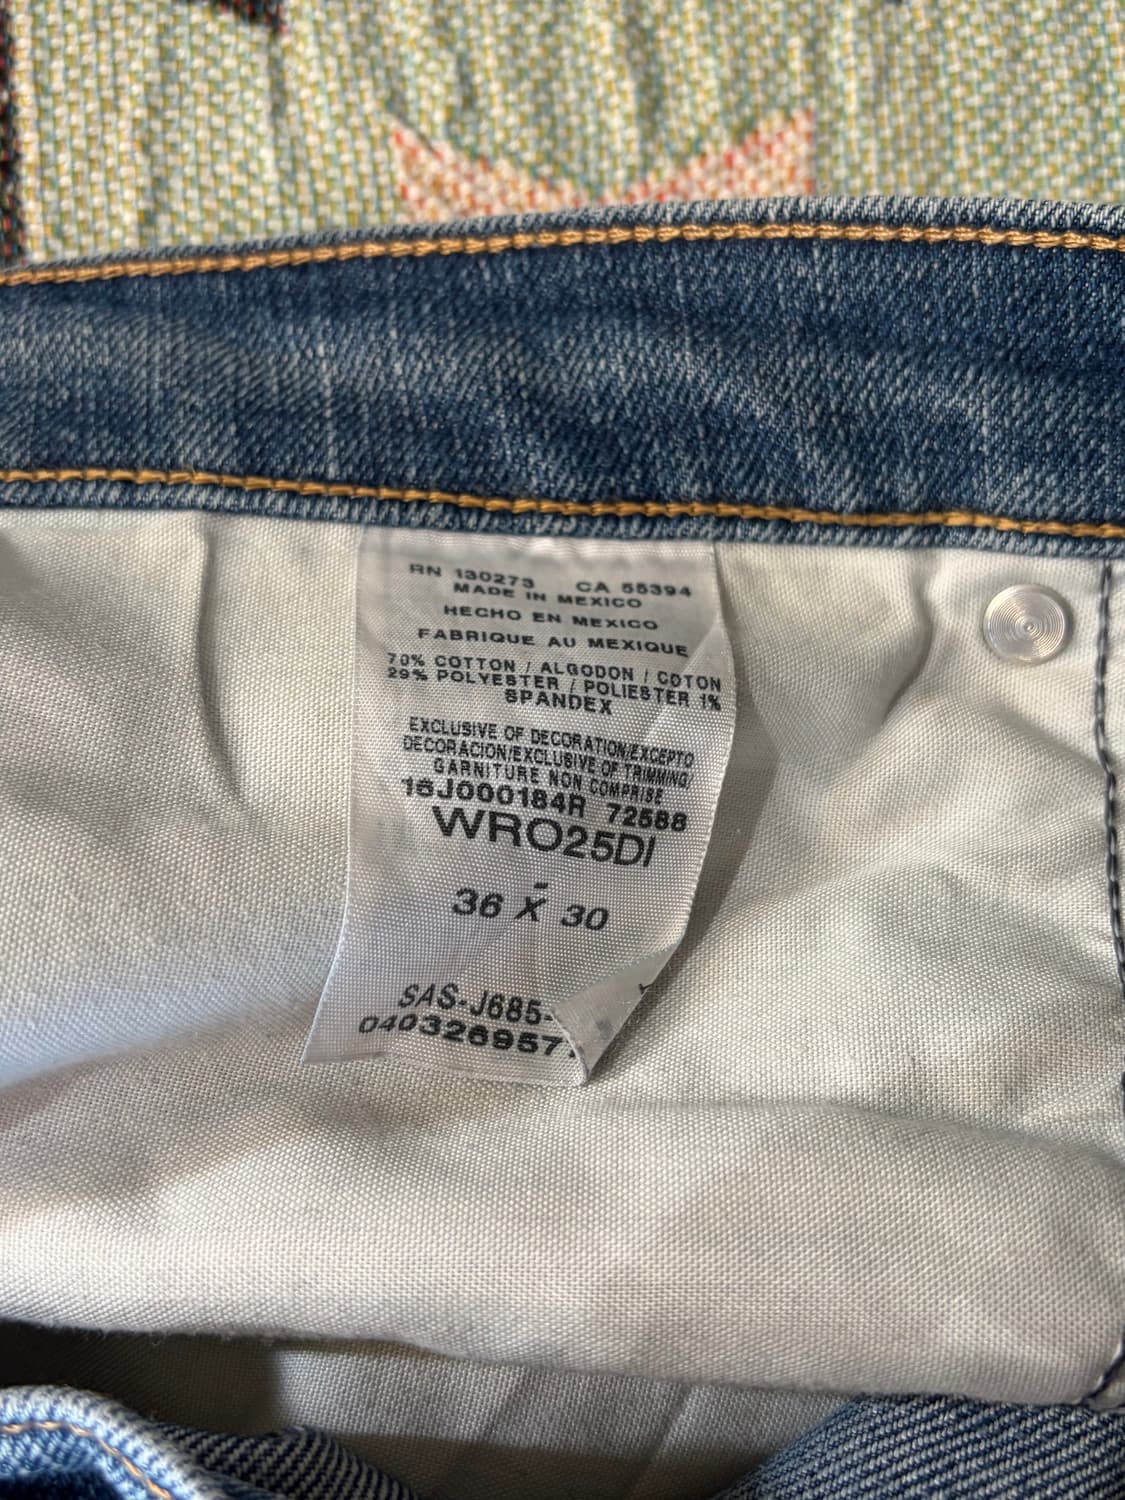 RN 130273 CA 55394
MADE IN MEXICO
HECHO EN MEXICO
FABRIQUE AU MEXIQUE
70% COTTON / ALGODON / COTON
29% POLYESTER / POLIESTER 1%
SPANDEX
EXCLUSIVE OF DECORATION/EXCEPTO
DECORACION/EXCLUSIVE OF TRIMMING/
GARNITURE NON COMPRISE
16J000184R 72588
WRO25DI
-
36 X 30
SAS-J685-
040326957